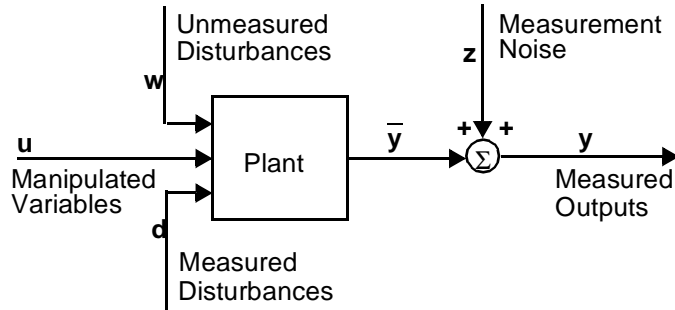 Unmeasured
Disturbances
w
Measurement
Noise
z
+ +
u
Manipulated
Variables
Plant
ȳ
Σ
y
Measured
Outputs
d
Measured
Disturbances